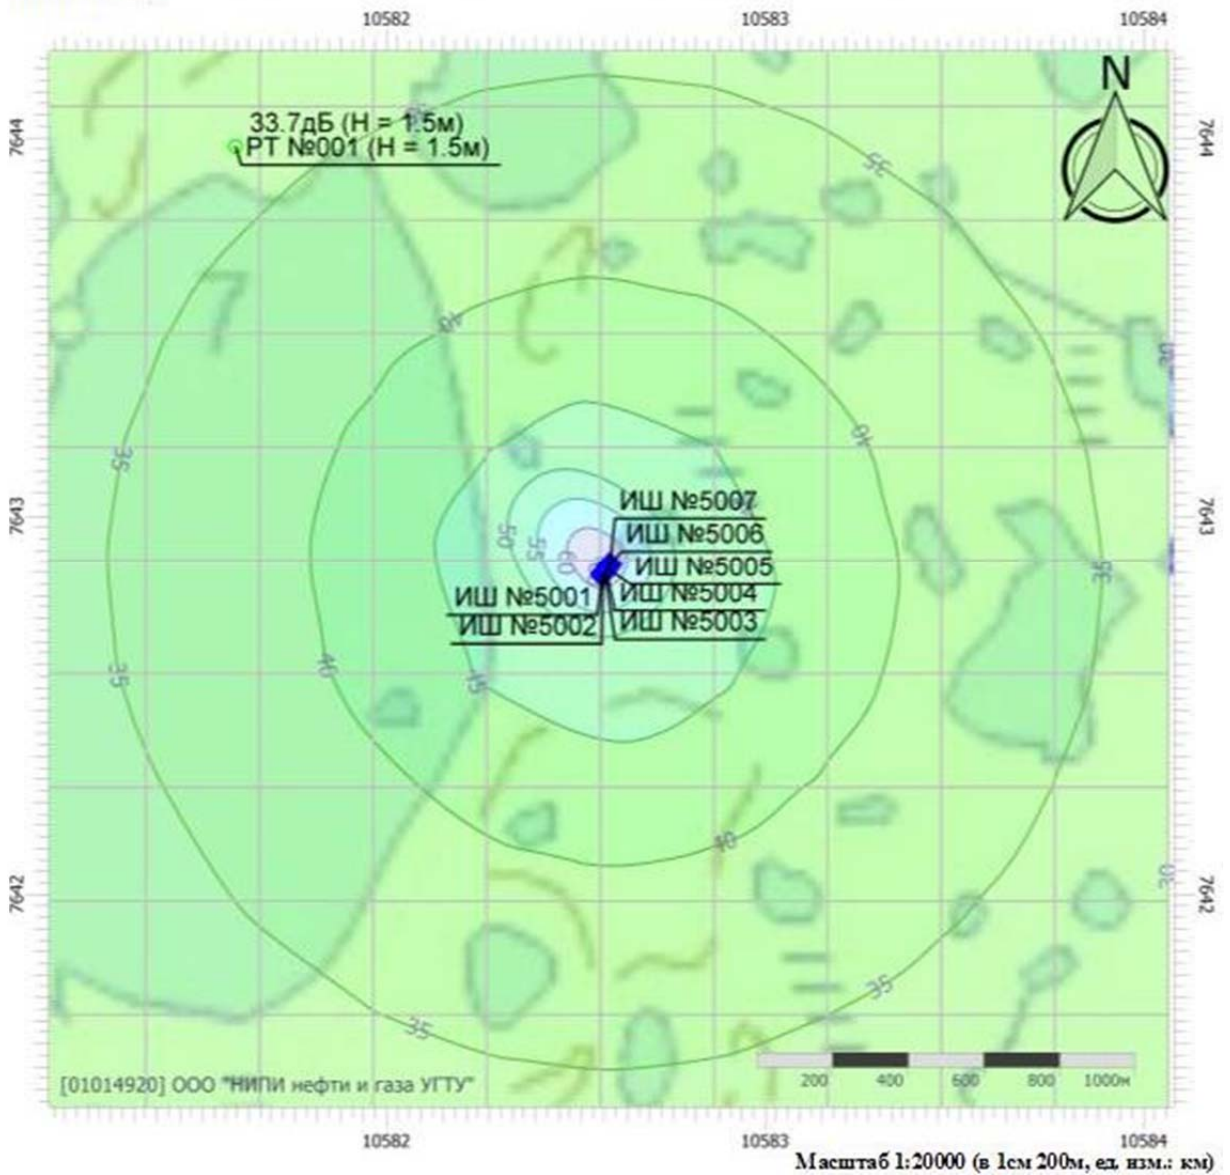 10582
10583
10584
N
7644
7644
33.7дБ (H = 1.5м)
РТ №001 (H = 1.5м)
35
35
40
40
35
7643
7643
ИШ №5007
ИШ №5006
ИШ №5005
ИШ №5004
ИШ №5003
ИШ №5001
ИШ №5002
50
55
60
35
35
40
45
40
7642
7642
30
35
35
200
400
600
800
1000м
[01014920] ООО "НИПИ нефти и газа УГТУ"
10582
10583
10584
Масштаб 1:20000 (в 1см 200м, ед. изм.: км)